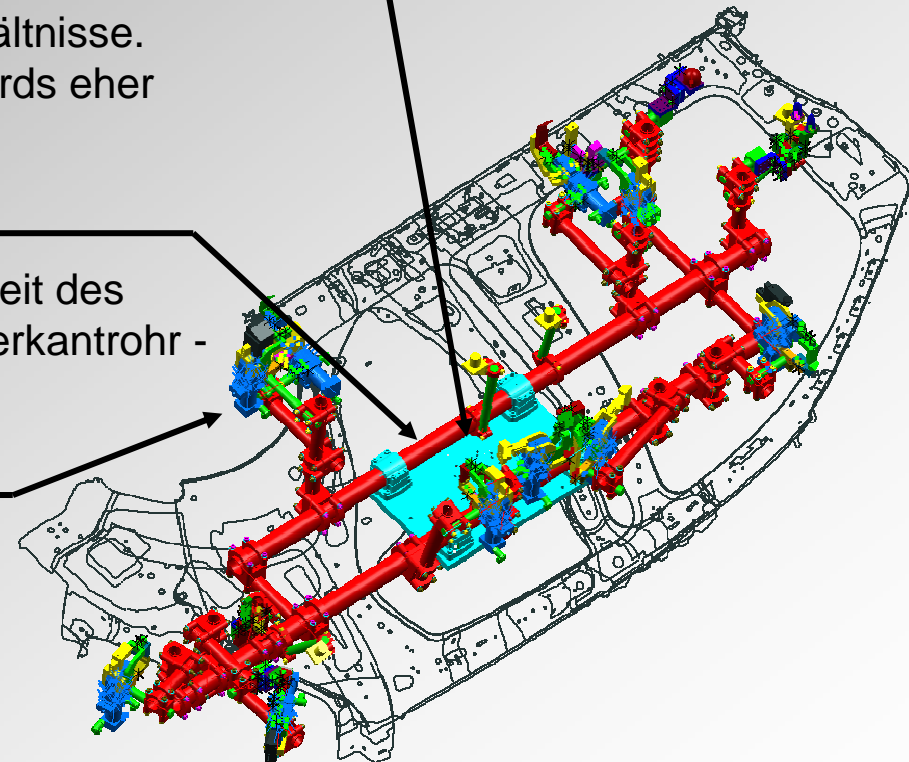 ältnisse.
rds eher
eit des
erkantrohr -